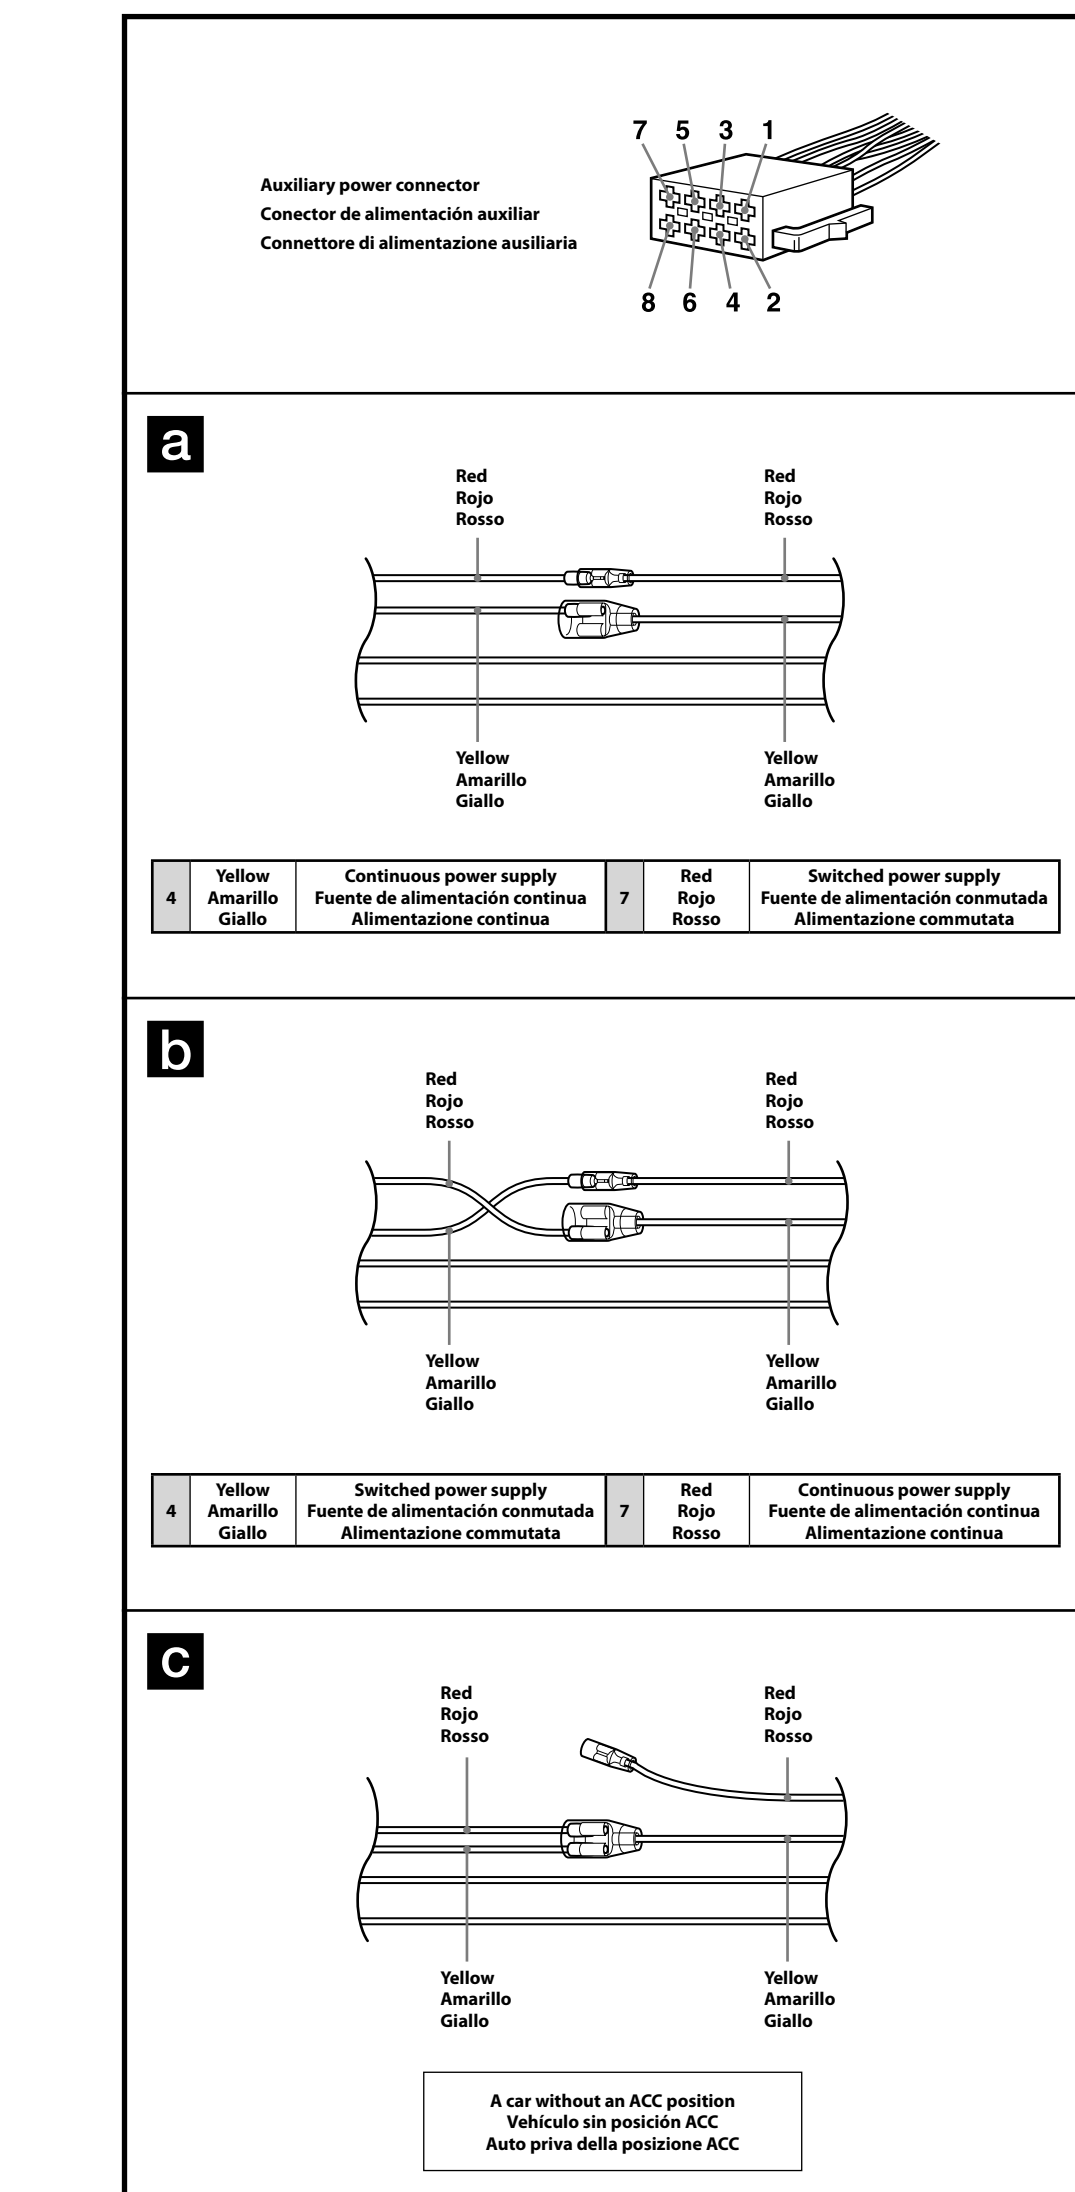 7 5 3 1
Auxiliary power connector
Conector de alimentación auxiliar
Connettore di alimentazione ausiliaria
8 6 4 2
a
Red
Rojo
Rosso
Red
Rojo
Rosso
Yellow
Amarillo
Giallo
Yellow
Amarillo
Giallo
4
Yellow
Amarillo
Giallo
Continuous power supply
Fuente de alimentación continua
Alimentazione continua
7
Red
Rojo
Rosso
Switched power supply
Fuente de alimentación conmutada
Alimentazione commutata
b
Red
Rojo
Rosso
Red
Rojo
Rosso
Yellow
Amarillo
Giallo
Yellow
Amarillo
Giallo
4
Yellow
Amarillo
Giallo
Switched power supply
Fuente de alimentación conmutada
Alimentazione commutata
7
Red
Rojo
Rosso
Continuous power supply
Fuente de alimentación continua
Alimentazione continua
c
Red
Rojo
Rosso
Red
Rojo
Rosso
Yellow
Amarillo
Giallo
Yellow
Amarillo
Giallo
A car without an ACC position
Vehículo sin posición ACC
Auto priva della posizione ACC